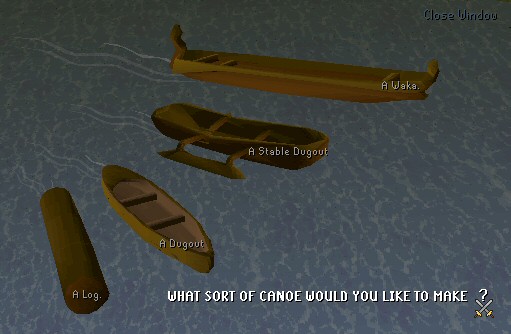 Close Window
A Waka.
A Stable Dugout
A Dugout
A Log.
WHAT SORT OF CANOE WOULD YOU LIKE TO MAKE ?